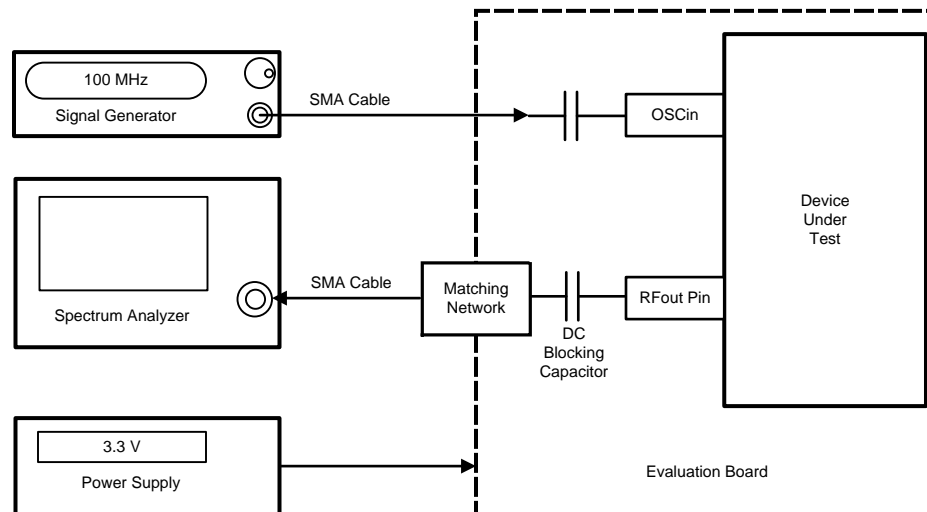 100 MHz
Signal Generator
SMA Cable
OSCin
Device
Under
Test
SMA Cable
Matching
Network
RFout Pin
Spectrum Analyzer
DC
Blocking
Capacitor
3.3 V
Power Supply
Evaluation Board